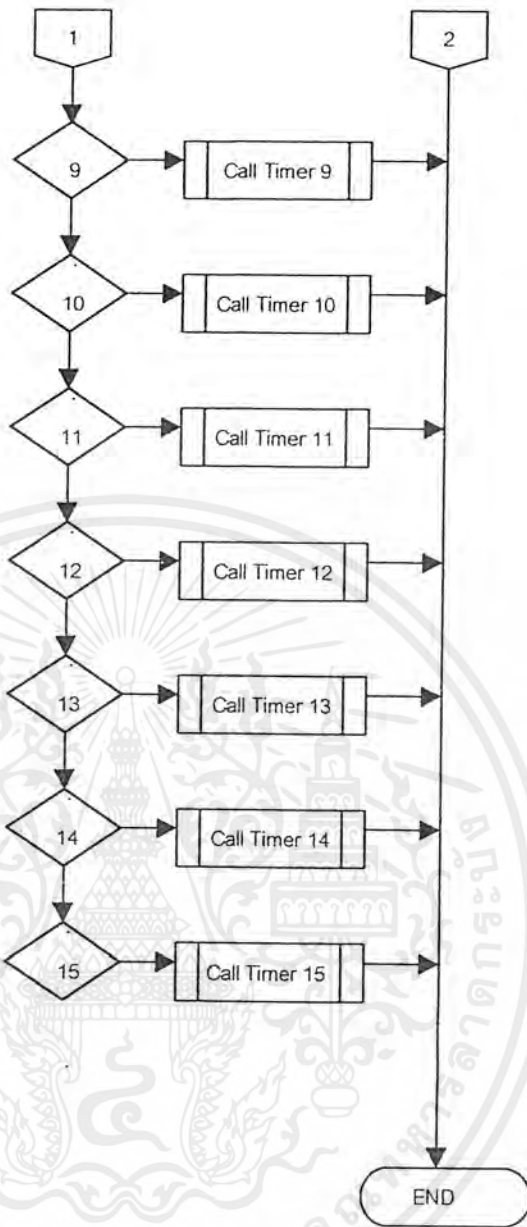 1
2
9
Call Timer 9
10
Call Timer 10
11
Call Timer 11
12
Call Timer 12
13
Call Timer 13
14
Call Timer 14
15
Call Timer 15
END